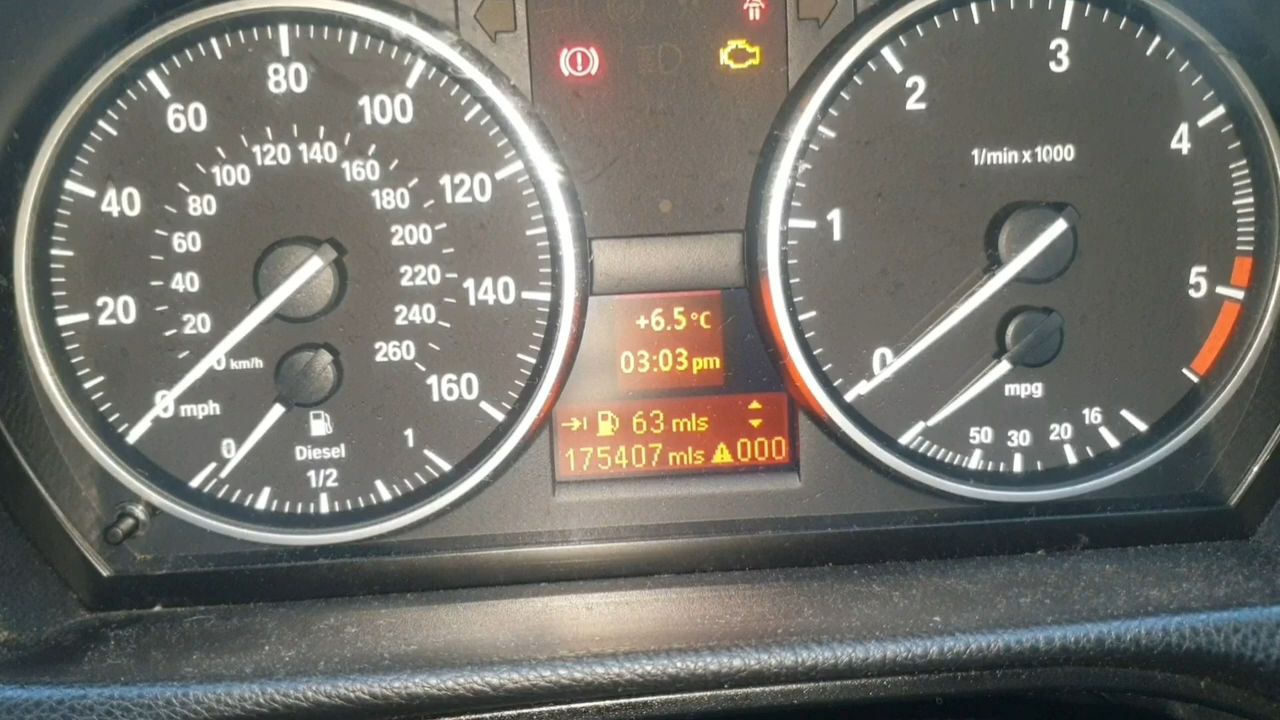 80
60
100
40
120
20
140
160
0 mph
120 140
100
160
80
180
60
200
40
220
20
240
0 km/h
260
0
1
Diesel
1/2
+6.5°C
03:03 pm
63 mls
175407 mls 000
3
2
4
1/min x 1000
1
5
0
mpg
50 30 20 16